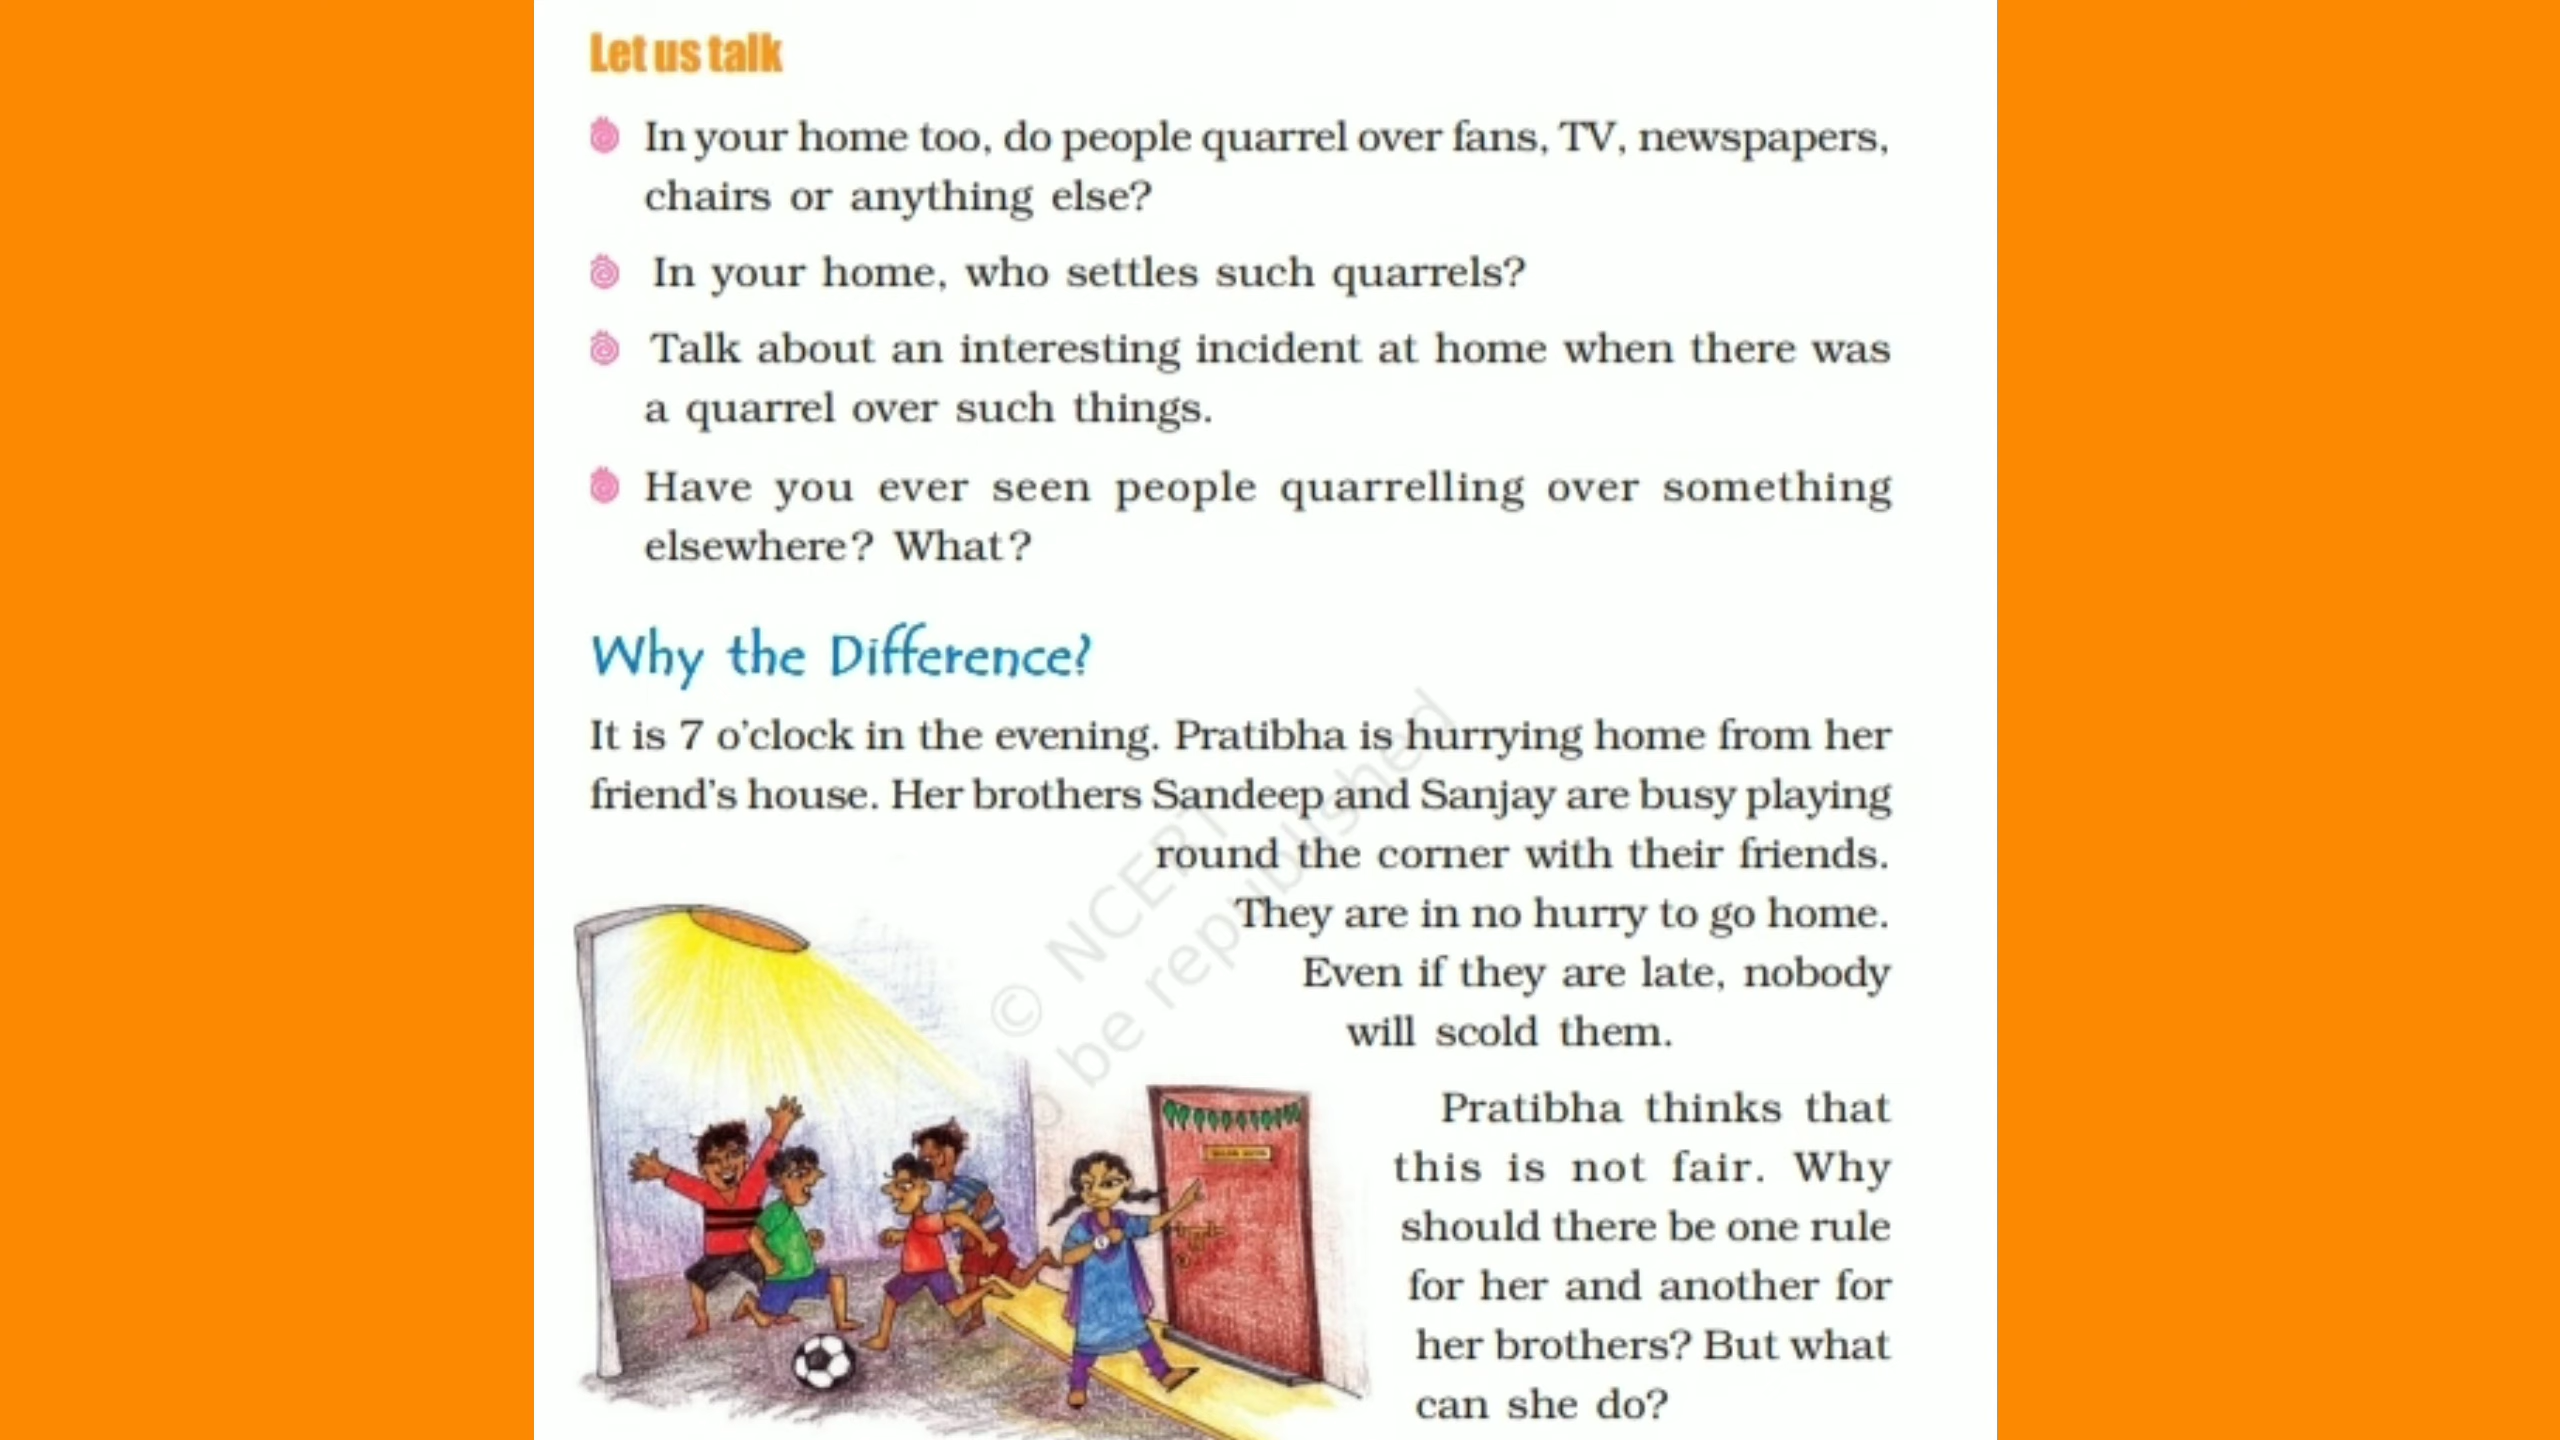 Let us talk
In your home too, do people quarrel over fans, TV, newspapers,
chairs or anything else?
In your home, who settles such quarrels?
Talk about an interesting incident at home when there was
a quarrel over such things.
Have you ever seen people quarrelling over something
elsewhere? What?
Why the Difference?
It is 7 o'clock in the evening. Pratibha is hurrying home from her
friend's house. Her brothers Sandeep and Sanjay are busy playing
round the corner with their friends.
They are in no hurry to go home.
Even if they are late, nobody
will scold them.
Pratibha thinks that
this is not fair. Why
should there be one rule
for her and another for
her brothers? But what
can she do?
© NCERT
be republished